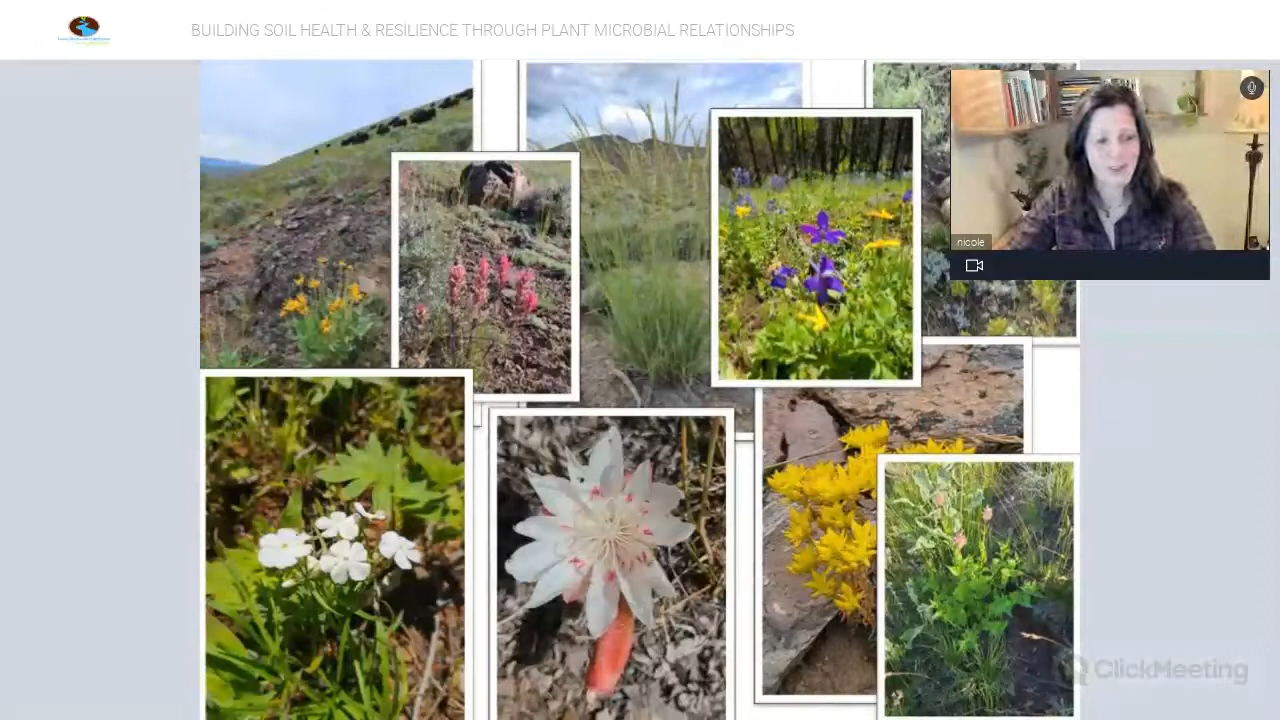 BUILDING SOIL HEALTH & RESILIENCE THROUGH PLANT MICROBIAL RELATIONSHIPS
nicole
ClickMeeting